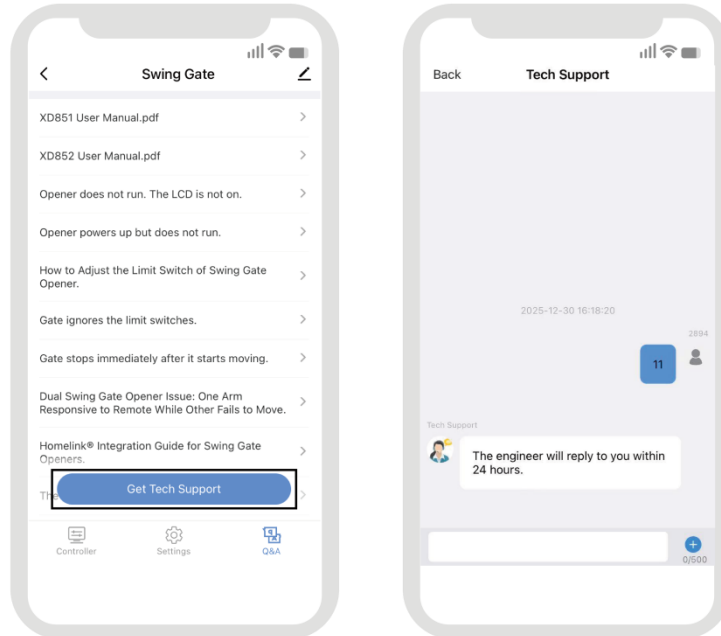 Swing Gate
XD851 User Manual.pdf
XD852 User Manual.pdf
Opener does not run. The LCD is not on.
Opener powers up but does not run.
How to Adjust the Limit Switch of Swing Gate
Opener.
Gate ignores the limit switches.
Gate stops immediately after it starts moving.
Dual Swing Gate Opener Issue: One Arm
Responsive to Remote While Other Fails to Move.
Homelink® Integration Guide for Swing Gate
Openers.
Get Tech Support
Controller
Settings
Q&A
Back
Tech Support
2025-12-30 16:18:20
2894
11
Tech Support
The engineer will reply to you within
24 hours.
0/500